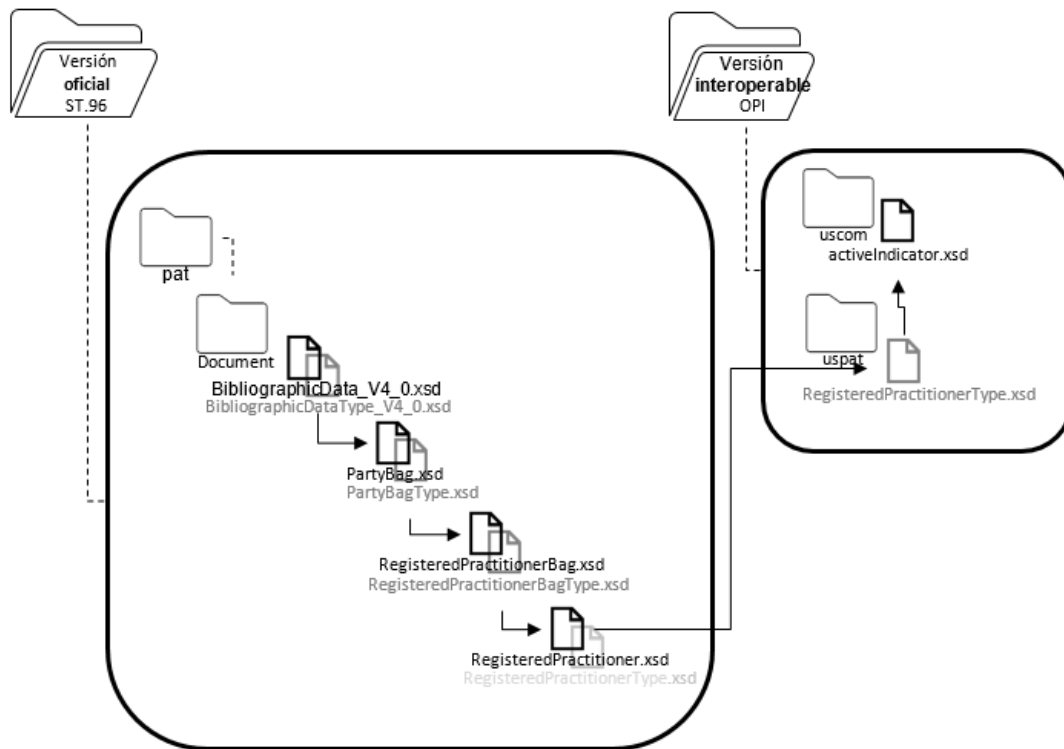 Versión
oficial
ST.96
Versión
interoperable
OPI
pat
Document
BibliographicData_V4_0.xsd
BibliographicDataType_V4_0.xsd
PartyBag.xsd
PartyBagType.xsd
RegisteredPractitionerBag.xsd
RegisteredPractitionerBagType.xsd
RegisteredPractitioner.xsd
RegisteredPractitionerType.xsd
uscom
activeIndicator.xsd
uspat
RegisteredPractitionerType.xsd